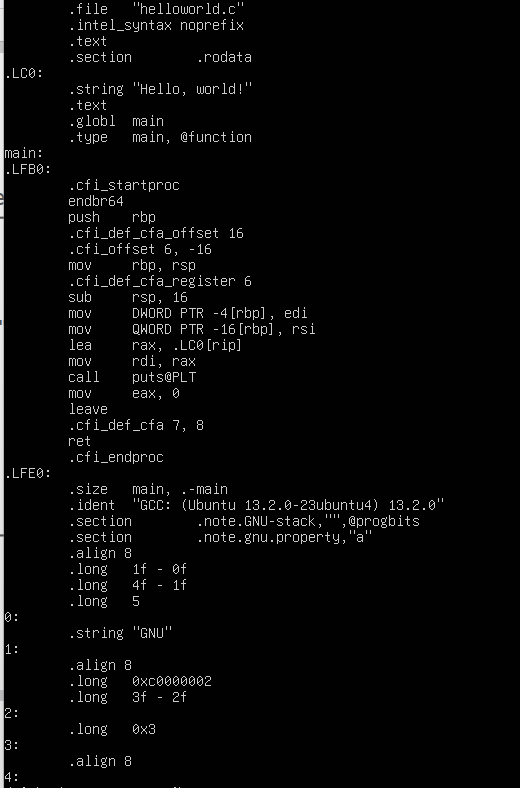 .file "helloworld.c"
.intel_syntax noprefix
.text
.section .rodata
.LC0:
.string "Hello, world!"
.text
.globl main
.type main, @function
main:
.LFB0:
.cfi_startproc
endbr64
push rbp
.cfi_def_cfa_offset 16
.cfi_offset 6, -16
mov rbp, rsp
.cfi_def_cfa_register 6
sub rsp, 16
mov DWORD PTR -4[rbp], edi
mov QWORD PTR -16[rbp], rsi
lea rax, .LC0[rip]
mov rdi, rax
call puts@PLT
mov eax, 0
leave
.cfi_def_cfa 7, 8
ret
.cfi_endproc
.LFE0:
.size main, .-main
.ident "GCC: (Ubuntu 13.2.0-23ubuntu4) 13.2.0"
.section .note.GNU-stack,"",@progbits
.section .note.gnu.property,"a"
.align 8
.long 1f - 0f
.long 4f - 1f
.long 5
0:
.string "GNU"
1:
.align 8
.long 0xc0000002
.long 3f - 2f
2:
.long 0x3
3:
.align 8
4: